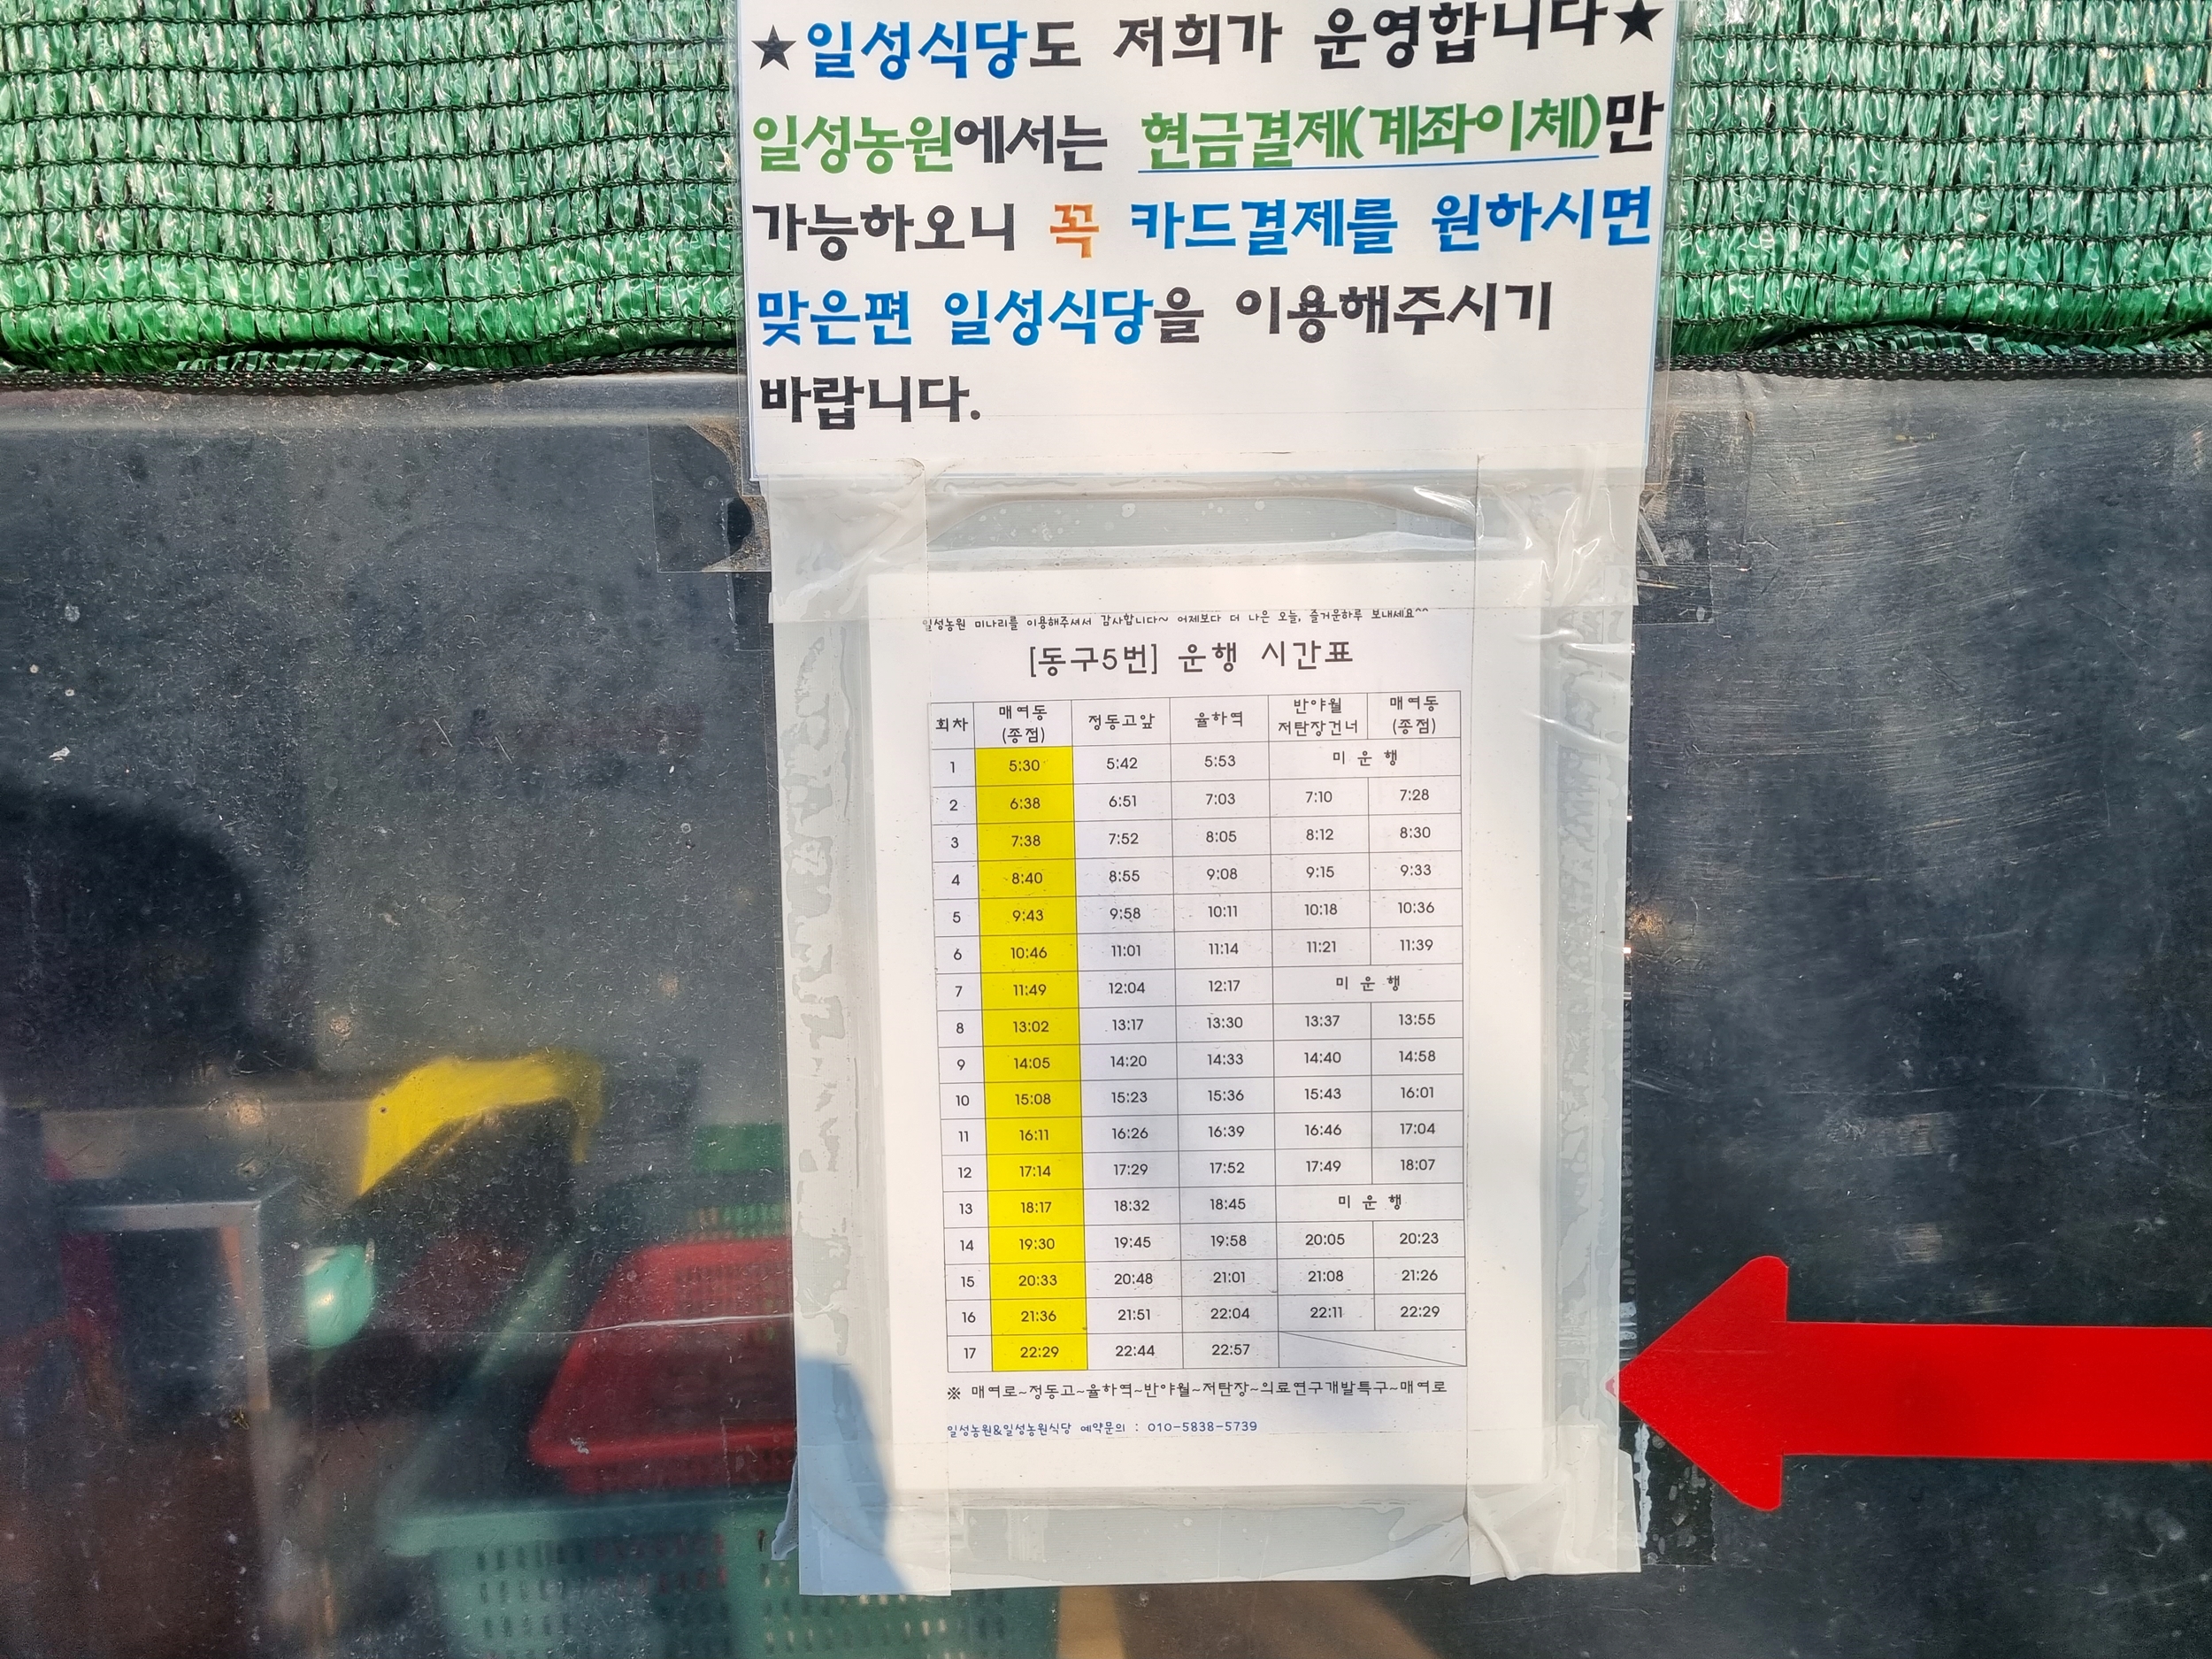 ★일성식당도 저희가 운영합니다★
일성농원에서는 현금결제(계좌이체)만
가능하오니 꼭 카드결제를 원하시면
맞은편 일성식당을 이용해주시기
바랍니다.
일성농원 미나리를 이용해주셔서 감사합니다~ 어제보다 더 나은 오늘, 즐거운하루 보내세요^^
[동구5번] 운행 시간표
회차 매여동(종점) 정동고앞 율하역 반야월 저탄장건너 매여동(종점)
1 5:30 5:42 5:53 미 운 행
2 6:38 6:51 7:03 7:10 7:28
3 7:38 7:52 8:05 8:12 8:30
4 8:40 8:55 9:08 9:15 9:33
5 9:43 9:58 10:11 10:18 10:36
6 10:46 11:01 11:14 11:21 11:39
7 11:49 12:04 12:17 미 운 행
8 13:02 13:17 13:30 13:37 13:55
9 14:05 14:20 14:33 14:40 14:58
10 15:08 15:23 15:36 15:43 16:01
11 16:11 16:26 16:39 16:46 17:04
12 17:14 17:29 17:52 17:49 18:07
13 18:17 18:32 18:45 미 운 행
14 19:30 19:45 19:58 20:05 20:23
15 20:33 20:48 21:01 21:08 21:26
16 21:36 21:51 22:04 22:11 22:29
17 22:29 22:44 22:57
※ 매여로~정동고~율하역~반야월~저탄장~의료연구개발특구~매여로
일성농원&일성농원식당 예약문의 : 010-5838-5739